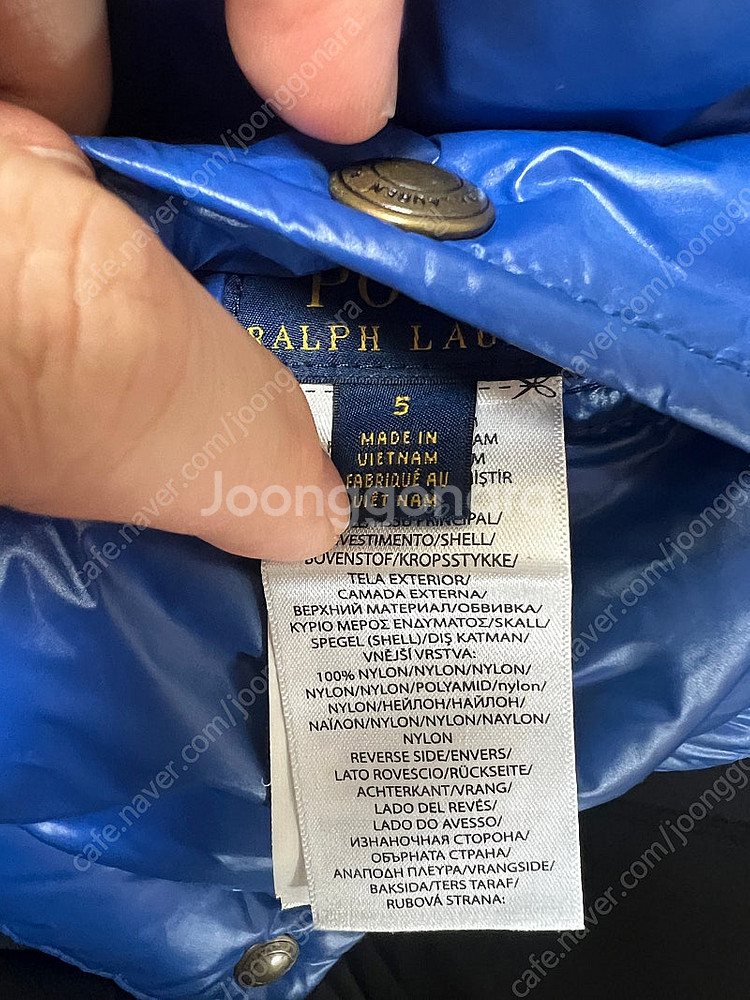 PO
RALPH LAU
5
MADE IN
VIETNAM
FABRIQUÉ AU
VIÊT NAM
AM
M
MİŞTİR
PRINCIPAL/
VESTIMENTO/SHELL/
BOVENSTOF/KROPSSTYKKE/
TELA EXTERIOR/
CAMADA EXTERNA/
ВЕРХНИЙ МАТЕРИАЛ/ОБВИВКА/
ΚΥΡΙΟ ΜΕΡΟΣ ΕΝΔΥΜΑΤΟΣ/SKALL/
SPEGEL (SHELL)/DIŞ KATMAN/
VNĚJŠÍ VRSTVA:
100% NYLON/NYLON/NYLON/
NYLON/NYLON/POLYAMID/nylon/
NYLON/НЕЙЛОН/НАЙЛОН/
ΝΑΪΛΟΝ/NYLON/NYLON/NAYLON/
NYLON
REVERSE SIDE/ENVERS/
LATO ROVESCIO/RÜCKSEITE/
ACHTERKANT/VRANG/
LADO DEL REVÉS/
LADO DO AVESSO/
ИЗНАНОЧНАЯ СТОРОНА/
ОБЪРНАТА СТРАНА/
ΑΝΑΠΟΔΗ ΠΛΕΥΡΑ/VRANGSIDE/
BAKSIDA/TERS TARAF/
RUBOVÁ STRANA:
Joonggonara
cafe.naver.com/joonggonara